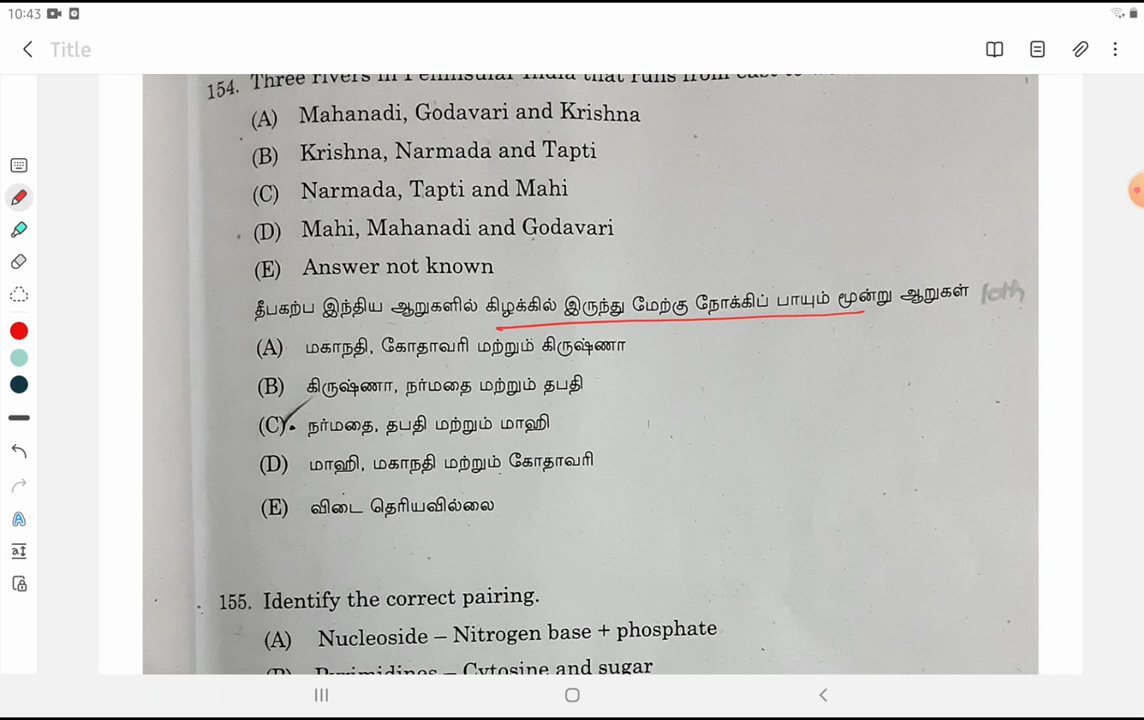 10:43
Title
154. Three rivers in Peninsular India that runs from east to
(A) Mahanadi, Godavari and Krishna
(B) Krishna, Narmada and Tapti
(C) Narmada, Tapti and Mahi
(D) Mahi, Mahanadi and Godavari
(E) Answer not known
தீபகற்ப இந்திய ஆறுகளில் கிழக்கில் இருந்து மேற்கு நோக்கிப் பாயும் மூன்று ஆறுகள்
(A) மகாநதி, கோதாவரி மற்றும் கிருஷ்ணா
(B) கிருஷ்ணா, நர்மதை மற்றும் தபதி
(C) நர்மதை, தபதி மற்றும் மாஹி
(D) மாஹி, மகாநதி மற்றும் கோதாவரி
(E) விடை தெரியவில்லை
155. Identify the correct pairing.
(A) Nucleoside – Nitrogen base + phosphate
(B) Pyrimidines – Cytosine and sugar